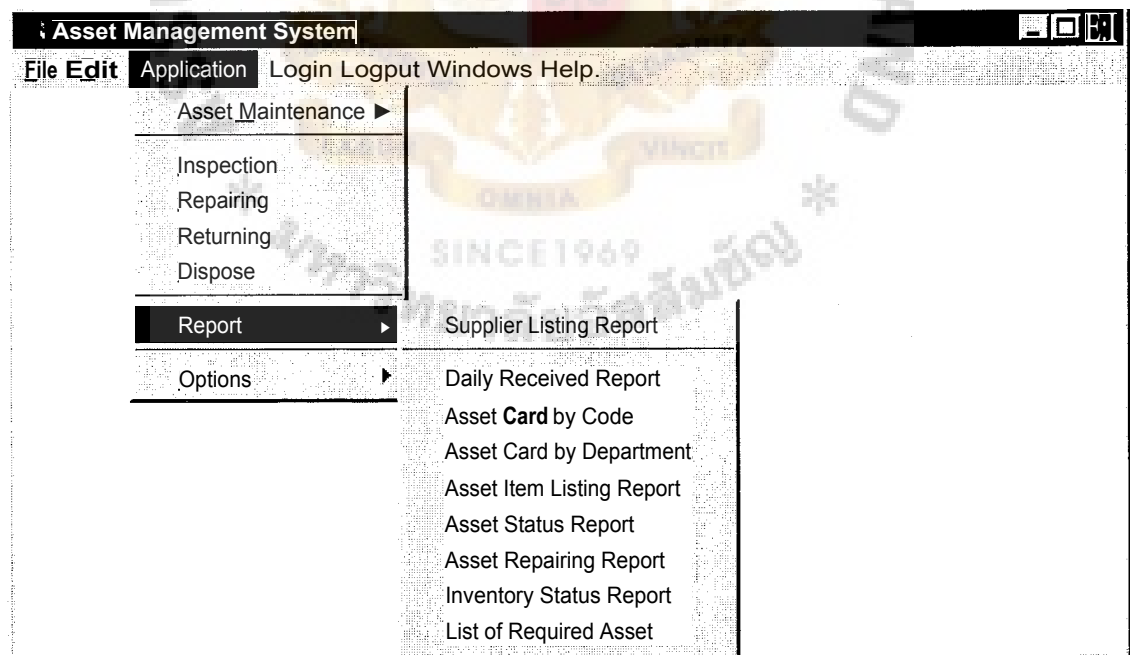 Asset Management System
File Edit Application Login Logput Windows Help.
Asset Maintenance ►
Inspection
Repairing
Returning
Dispose
Report ►
Options ►
Supplier Listing Report
Daily Received Report
Asset Card by Code
Asset Card by Department
Asset Item Listing Report
Asset Status Report
Asset Repairing Report
Inventory Status Report
List of Required Asset
VINCIT
OMNIA
SINCE1969